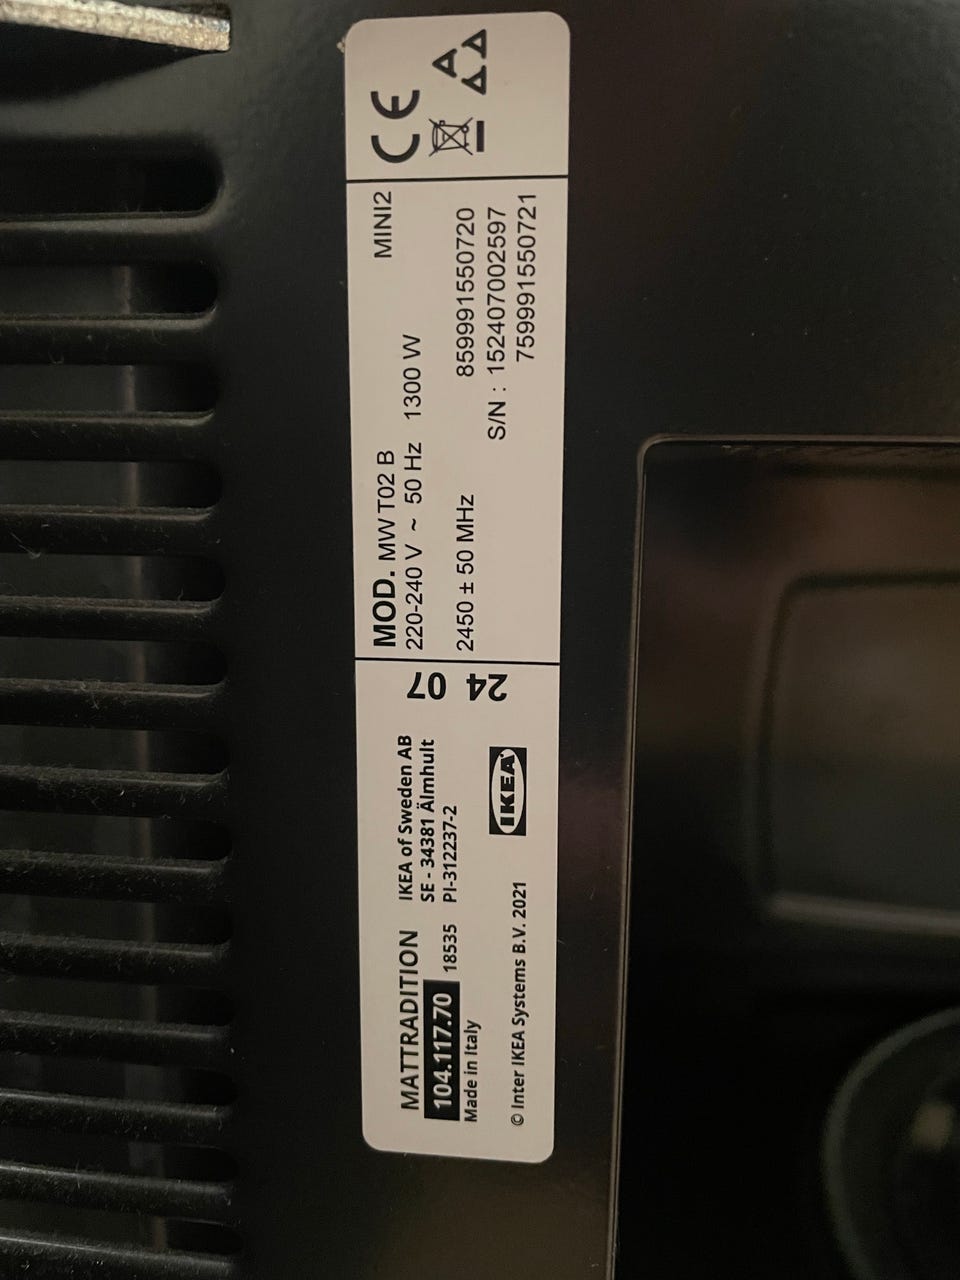 MATTRADITION
104.117.70
18535
Made in Italy
IKEA of Sweden AB
SE - 34381 Älmhult
PI-312237-2
© Inter IKEA Systems B.V. 2021
IKEA
24 07
MOD. MW T02 B
MINI2
220-240 V ~ 50 Hz 1300 W
2450 ± 50 MHz
859991550720
S/N : 152407002597
759991550721
CE